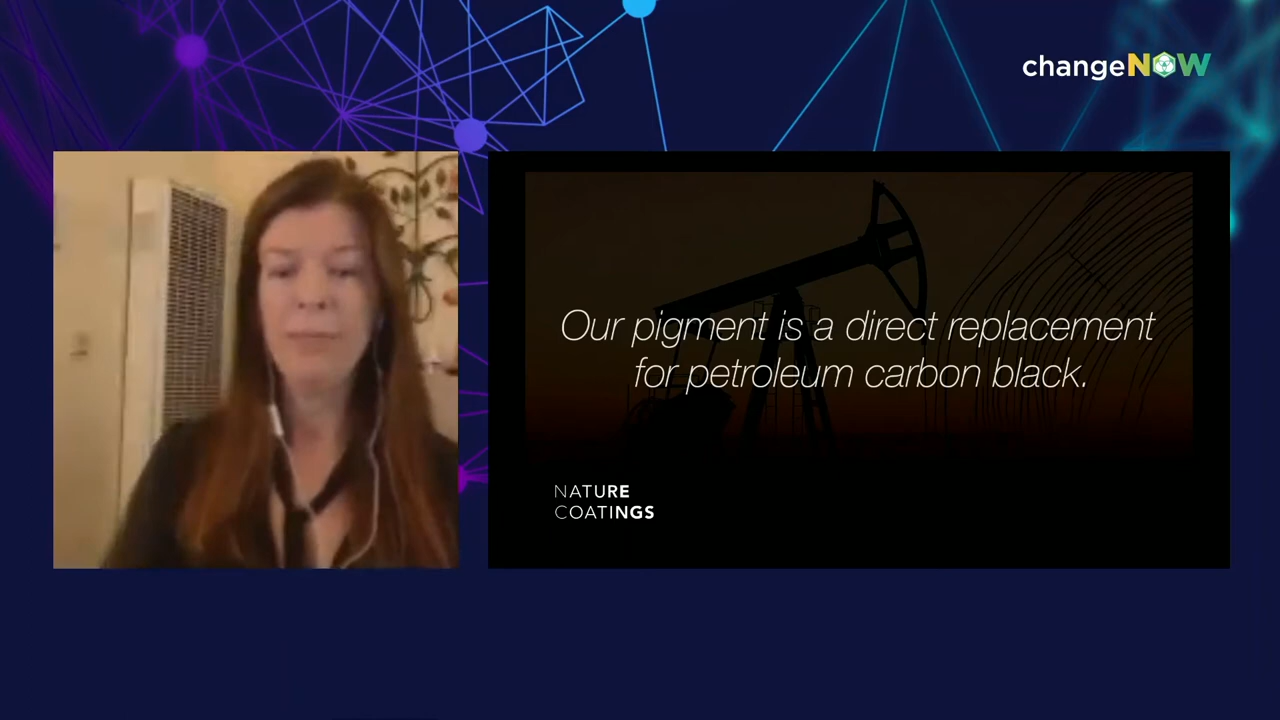 changeNOW
Our pigment is a direct replacement
for petroleum carbon black.
NATURE
COATINGS